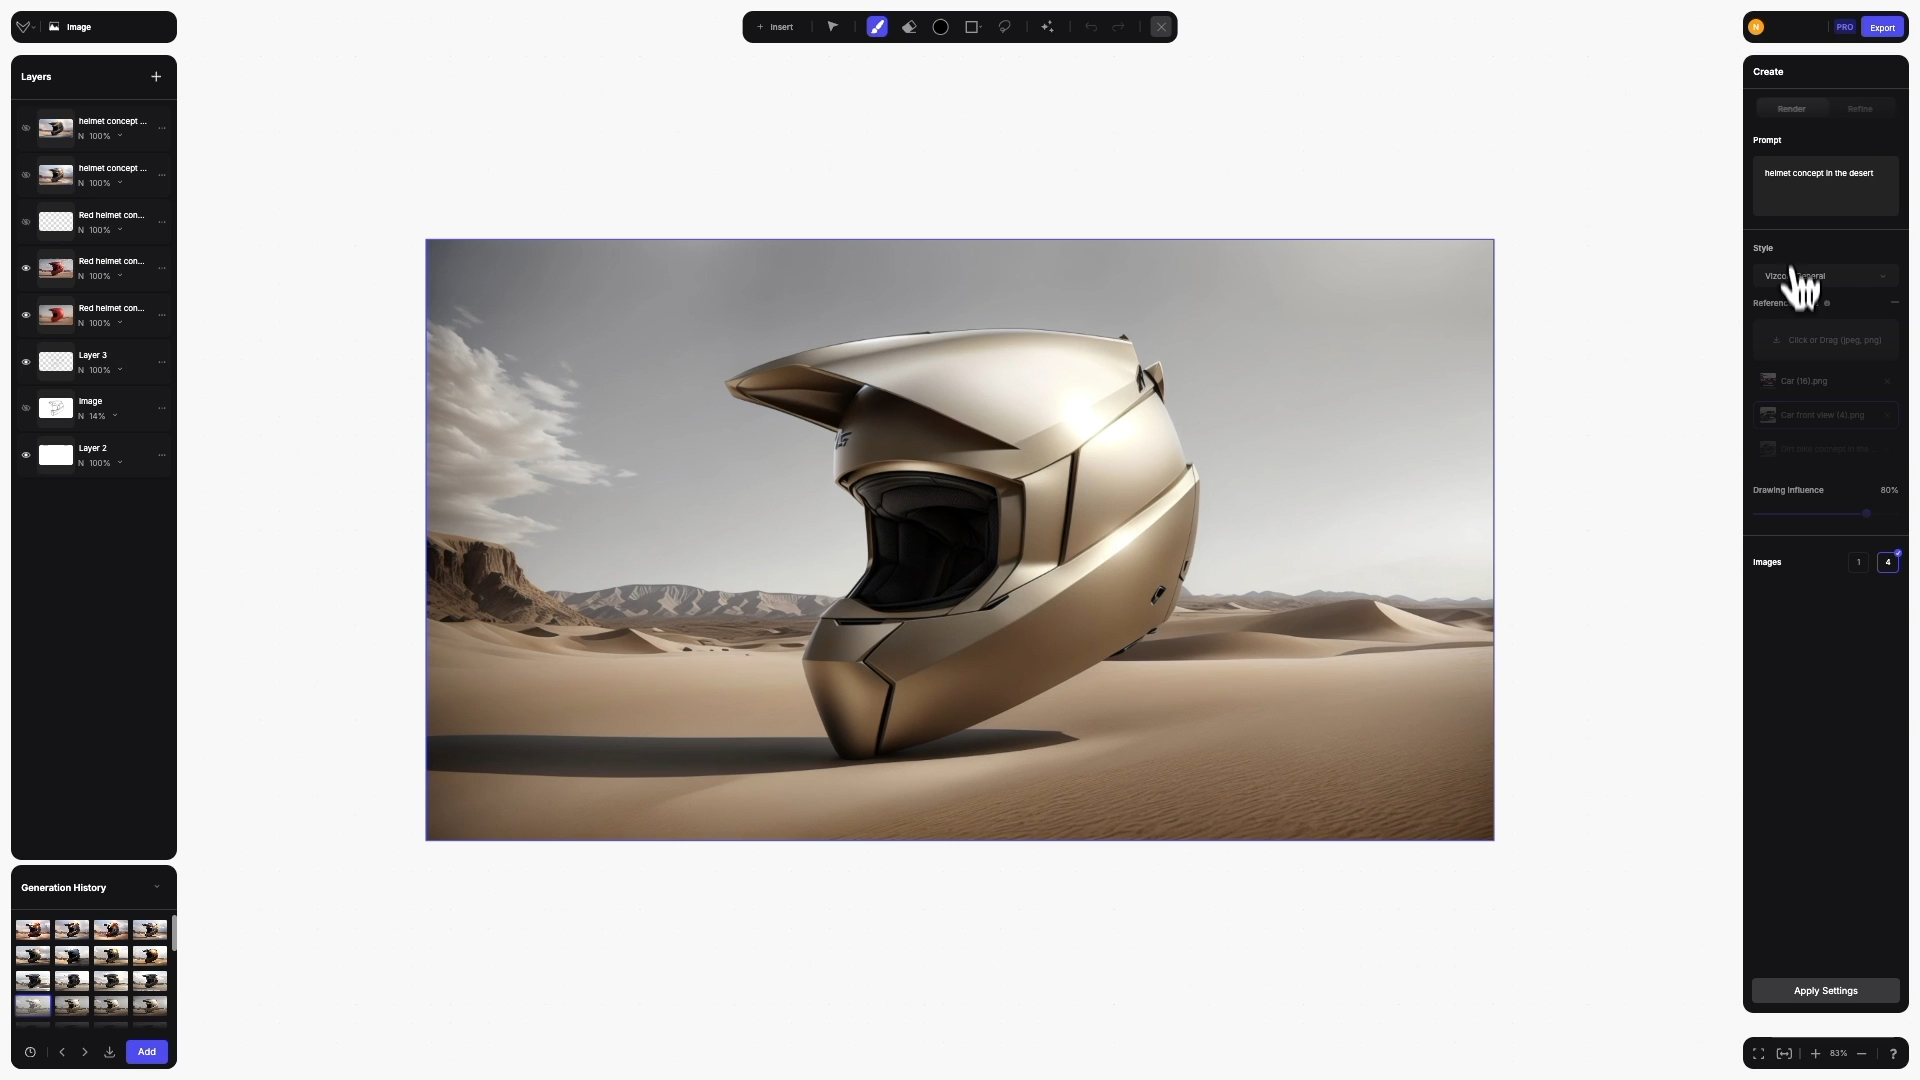 Image
Insert
N
PRO
Export
Layers
helmet concept ...
N 100%
helmet concept ...
N 100%
Red helmet con...
N 100%
Red helmet con...
N 100%
Red helmet con...
N 100%
Layer 3
N 100%
Image
N 14%
Layer 2
N 100%
Generation History
Add
Create
Render Refine
Prompt
helmet concept in the desert
Style
General
Click or Drag (jpeg, png)
Car (16).png
Car front view (4).png
Drawing Influence 80%
Images 1 4
Apply Settings
83%
?